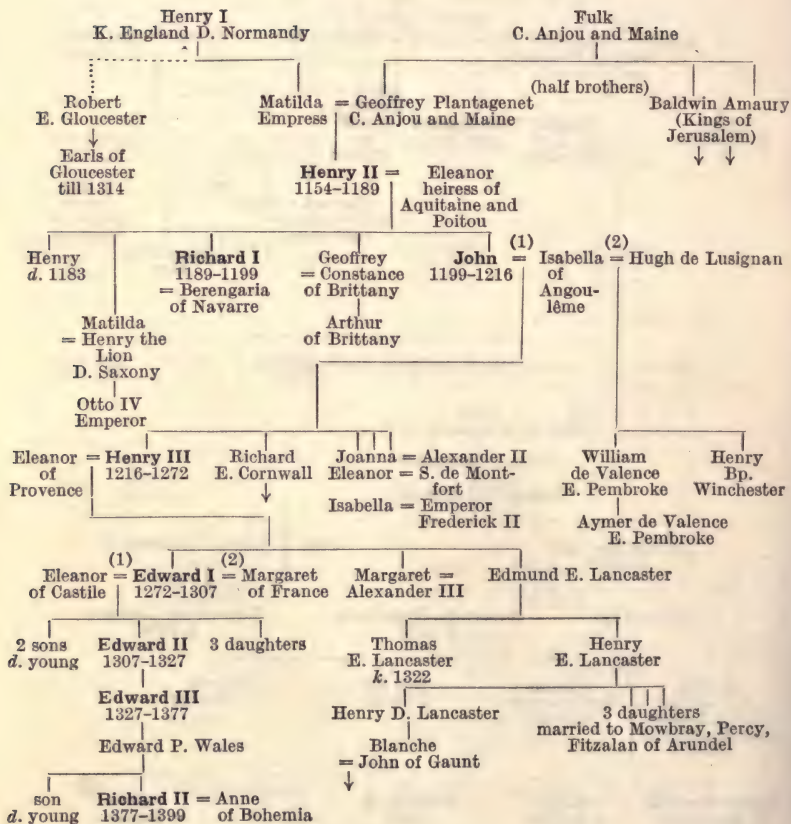 Henry I
K. England D. Normandy
Fulk
C. Anjou and Maine
(half brothers)
Robert
E. Gloucester
Matilda = Geoffrey Plantagenet
Empress C. Anjou and Maine
Baldwin Amaury
(Kings of
Jerusalem)
Earls of
Gloucester
till 1314
Henry II = Eleanor
1154–1189 heiress of
Aquitaine and
Poitou
Henry
d. 1183
Richard I
1189–1199
= Berengaria
of Navarre
Geoffrey
= Constance
of Brittany
John (1) = Isabella (2) = Hugh de Lusignan
1199–1216 of
Angou-
lême
Matilda
= Henry the
Lion
D. Saxony
Arthur
of Brittany
Otto IV
Emperor
Eleanor = Henry III
of 1216–1272
Provence
Richard
E. Cornwall
Joanna = Alexander II
Eleanor = S. de Mont-
fort
Isabella = Emperor
Frederick II
William
de Valence
E. Pembroke
Henry
Bp.
Winchester
Aymer de Valence
E. Pembroke
(1) (2)
Eleanor = Edward I = Margaret
of Castile 1272–1307 of France
Margaret =
Alexander III
Edmund E. Lancaster
2 sons
d. young
Edward II
1307–1327
3 daughters
Thomas
E. Lancaster
k. 1322
Henry
E. Lancaster
Edward III
1327–1377
Henry D. Lancaster
3 daughters
married to Mowbray, Percy,
Fitzalan of Arundel
Edward P. Wales
Blanche
= John of Gaunt
son
d. young
Richard II = Anne
1377–1399 of Bohemia